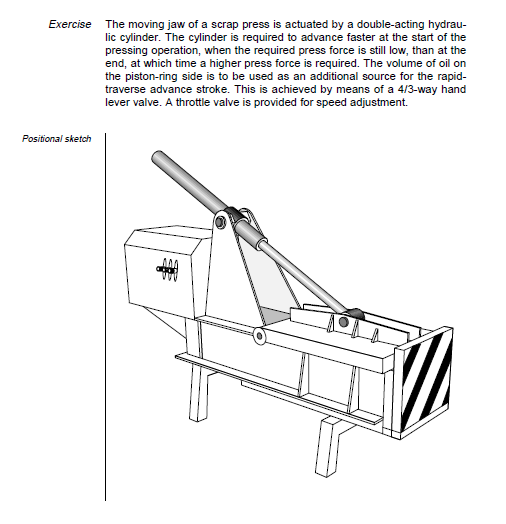 Exercise The moving jaw of a scrap press is actuated by a double-acting hydrau-
lic cylinder. The cylinder is required to advance faster at the start of the
pressing operation, when the required press force is still low, than at the
end, at which time a higher press force is required. The volume of oil on
the piston-ring side is to be used as an additional source for the rapid-
traverse advance stroke. This is achieved by means of a 4/3-way hand
lever valve. A throttle valve is provided for speed adjustment.
Positional sketch